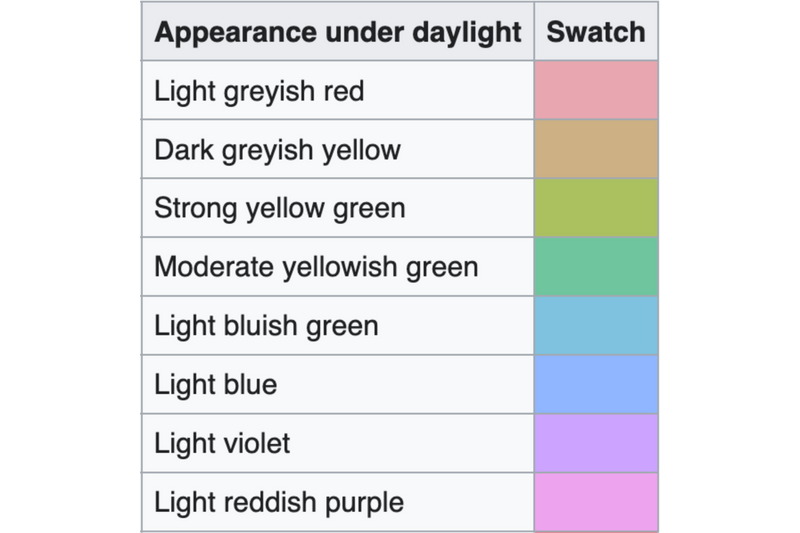 Appearance under daylight Swatch
Light greyish red
Dark greyish yellow
Strong yellow green
Moderate yellowish green
Light bluish green
Light blue
Light violet
Light reddish purple